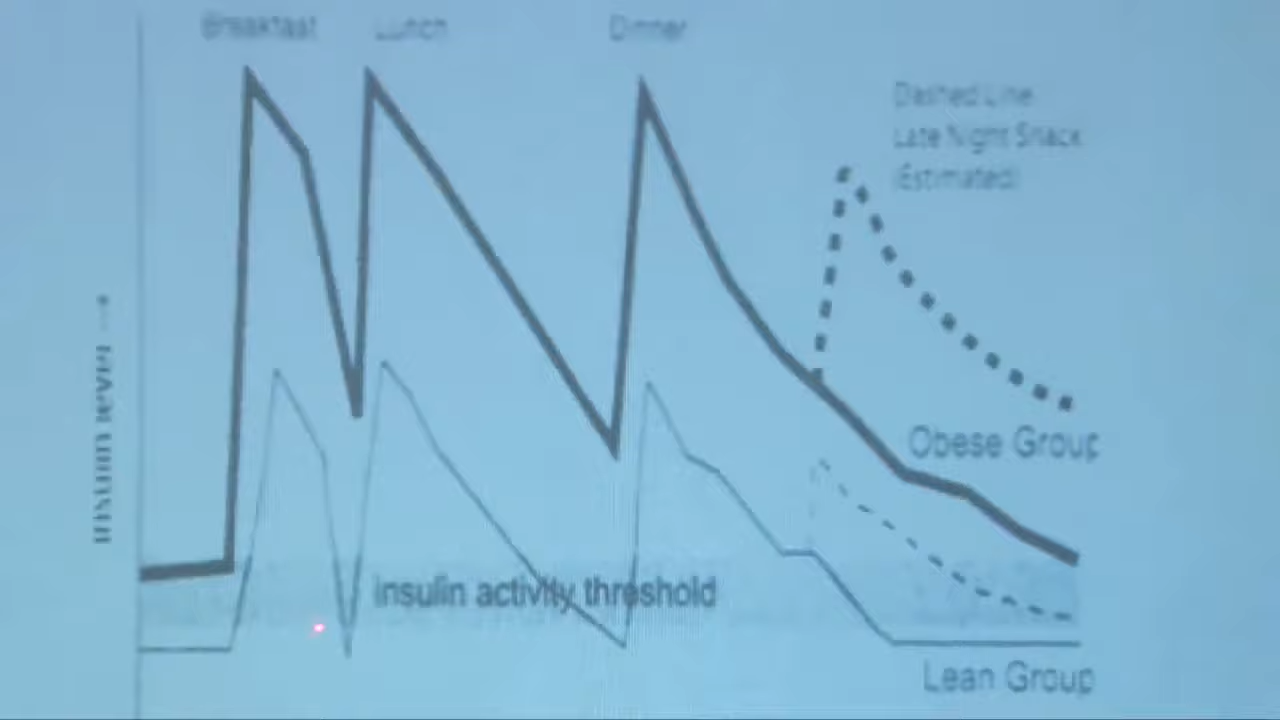 Breakfast Lunch Dinner
Dashed Line
Late Night Snack
(Estimated)
Insulin level →
Obese Group
insulin activity threshold
Lean Group